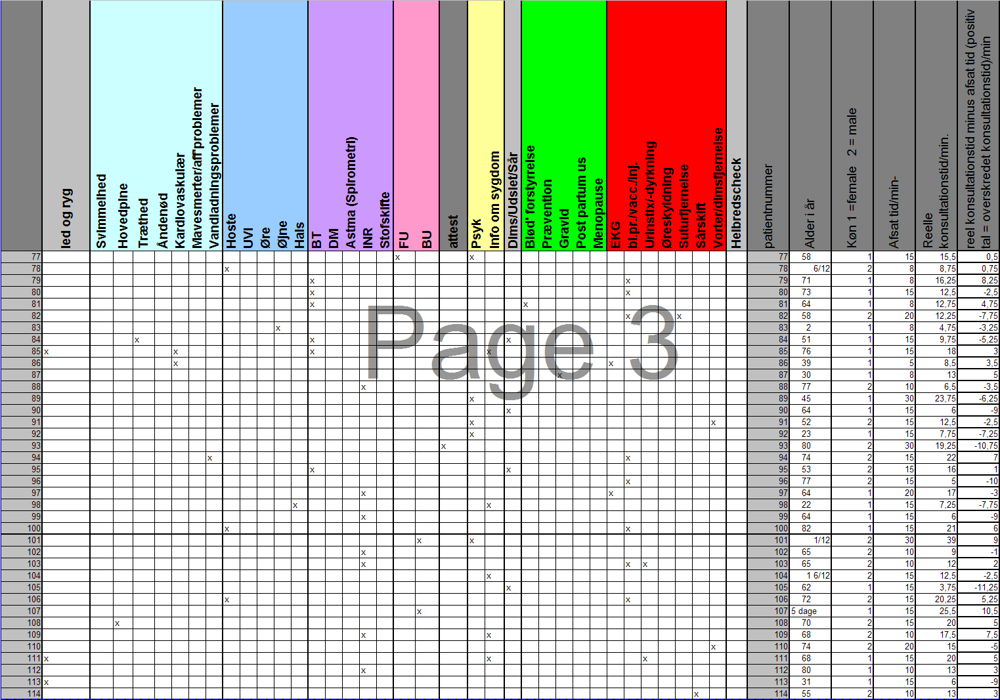 led og ryg
Svimmelhed
Hovedpine
Træthed
Åndenød
Kardiovaskulær
Mavesmerter/aff'problemer
Vandladningsproblemer
Hoste
UVI
Øre
Øjne
Hals
BT
DM
Astma (Spirometri)
INR
Stofskifte
FU
BU
attest
Psyk
Info om sygdom
Dlms/Udslet/Sår
Blød' forstyrrelse
Prævention
Gravid
Post partum us
Menopause
EKG
bl.pr./vacc./inj.
Urinstix/-dyrkning
Øreskyldning
Suturfjernelse
Sårskift
Vorter/dlmsfjernelse
Helbredscheck
patientnummer
Alder i år
Køn 1 =female 2 = male
Afsat tid/min-
Reelle
konsultationstid/min.
reel konsultationstid minus afsat tid (positiv
tal = overskredet konsultationstid)/min
77 x x 77 58 1 15 15,5 0,5
78 x 78 6/12 2 8 8,75 0,75
79 x x 79 71 1 8 16,25 8,25
80 x x 80 73 1 15 12,5 -2,5
81 x x 81 64 1 8 12,75 4,75
82 x x 82 58 2 20 12,25 -7,75
83 x 83 2 1 8 4,75 -3,25
84 x x x 84 51 1 15 9,75 -5,25
85 x x x x 85 76 1 15 18 3
86 x x 86 39 1 5 8,5 3,5
87 x 87 30 1 8 13 5
88 x 88 77 2 10 6,5 -3,5
89 x 89 45 1 30 23,75 -6,25
90 x 90 64 1 15 6 -9
91 x x 91 52 2 15 12,5 -2,5
92 x 92 23 1 15 7,75 -7,25
93 x 93 80 2 30 19,25 -10,75
94 x x 94 74 2 15 22 7
95 x x 95 53 2 15 16 1
96 x 96 77 2 15 5 -10
97 x x 97 64 1 20 17 -3
98 x x 98 22 1 15 7,25 -7,75
99 x 99 64 1 15 6 -9
100 x x 100 82 1 15 21 6
101 x x 101 1/12 2 30 39 9
102 x 102 65 2 10 9 -1
103 x x x 103 65 2 10 12 2
104 x 104 1 6/12 2 15 12,5 -2,5
105 x 105 62 1 15 3,75 -11,25
106 x x 106 72 2 15 20,25 5,25
107 x 107 5 dage 1 15 25,5 10,5
108 x 108 70 2 15 20 5
109 x x 109 68 2 10 17,5 7,5
110 x 110 74 2 20 15 -5
111 x x x 111 68 1 15 20 5
112 x 112 80 1 10 13 3
113 x 113 31 1 15 6 -9
114 x 114 55 2 10 13 3
Page 3